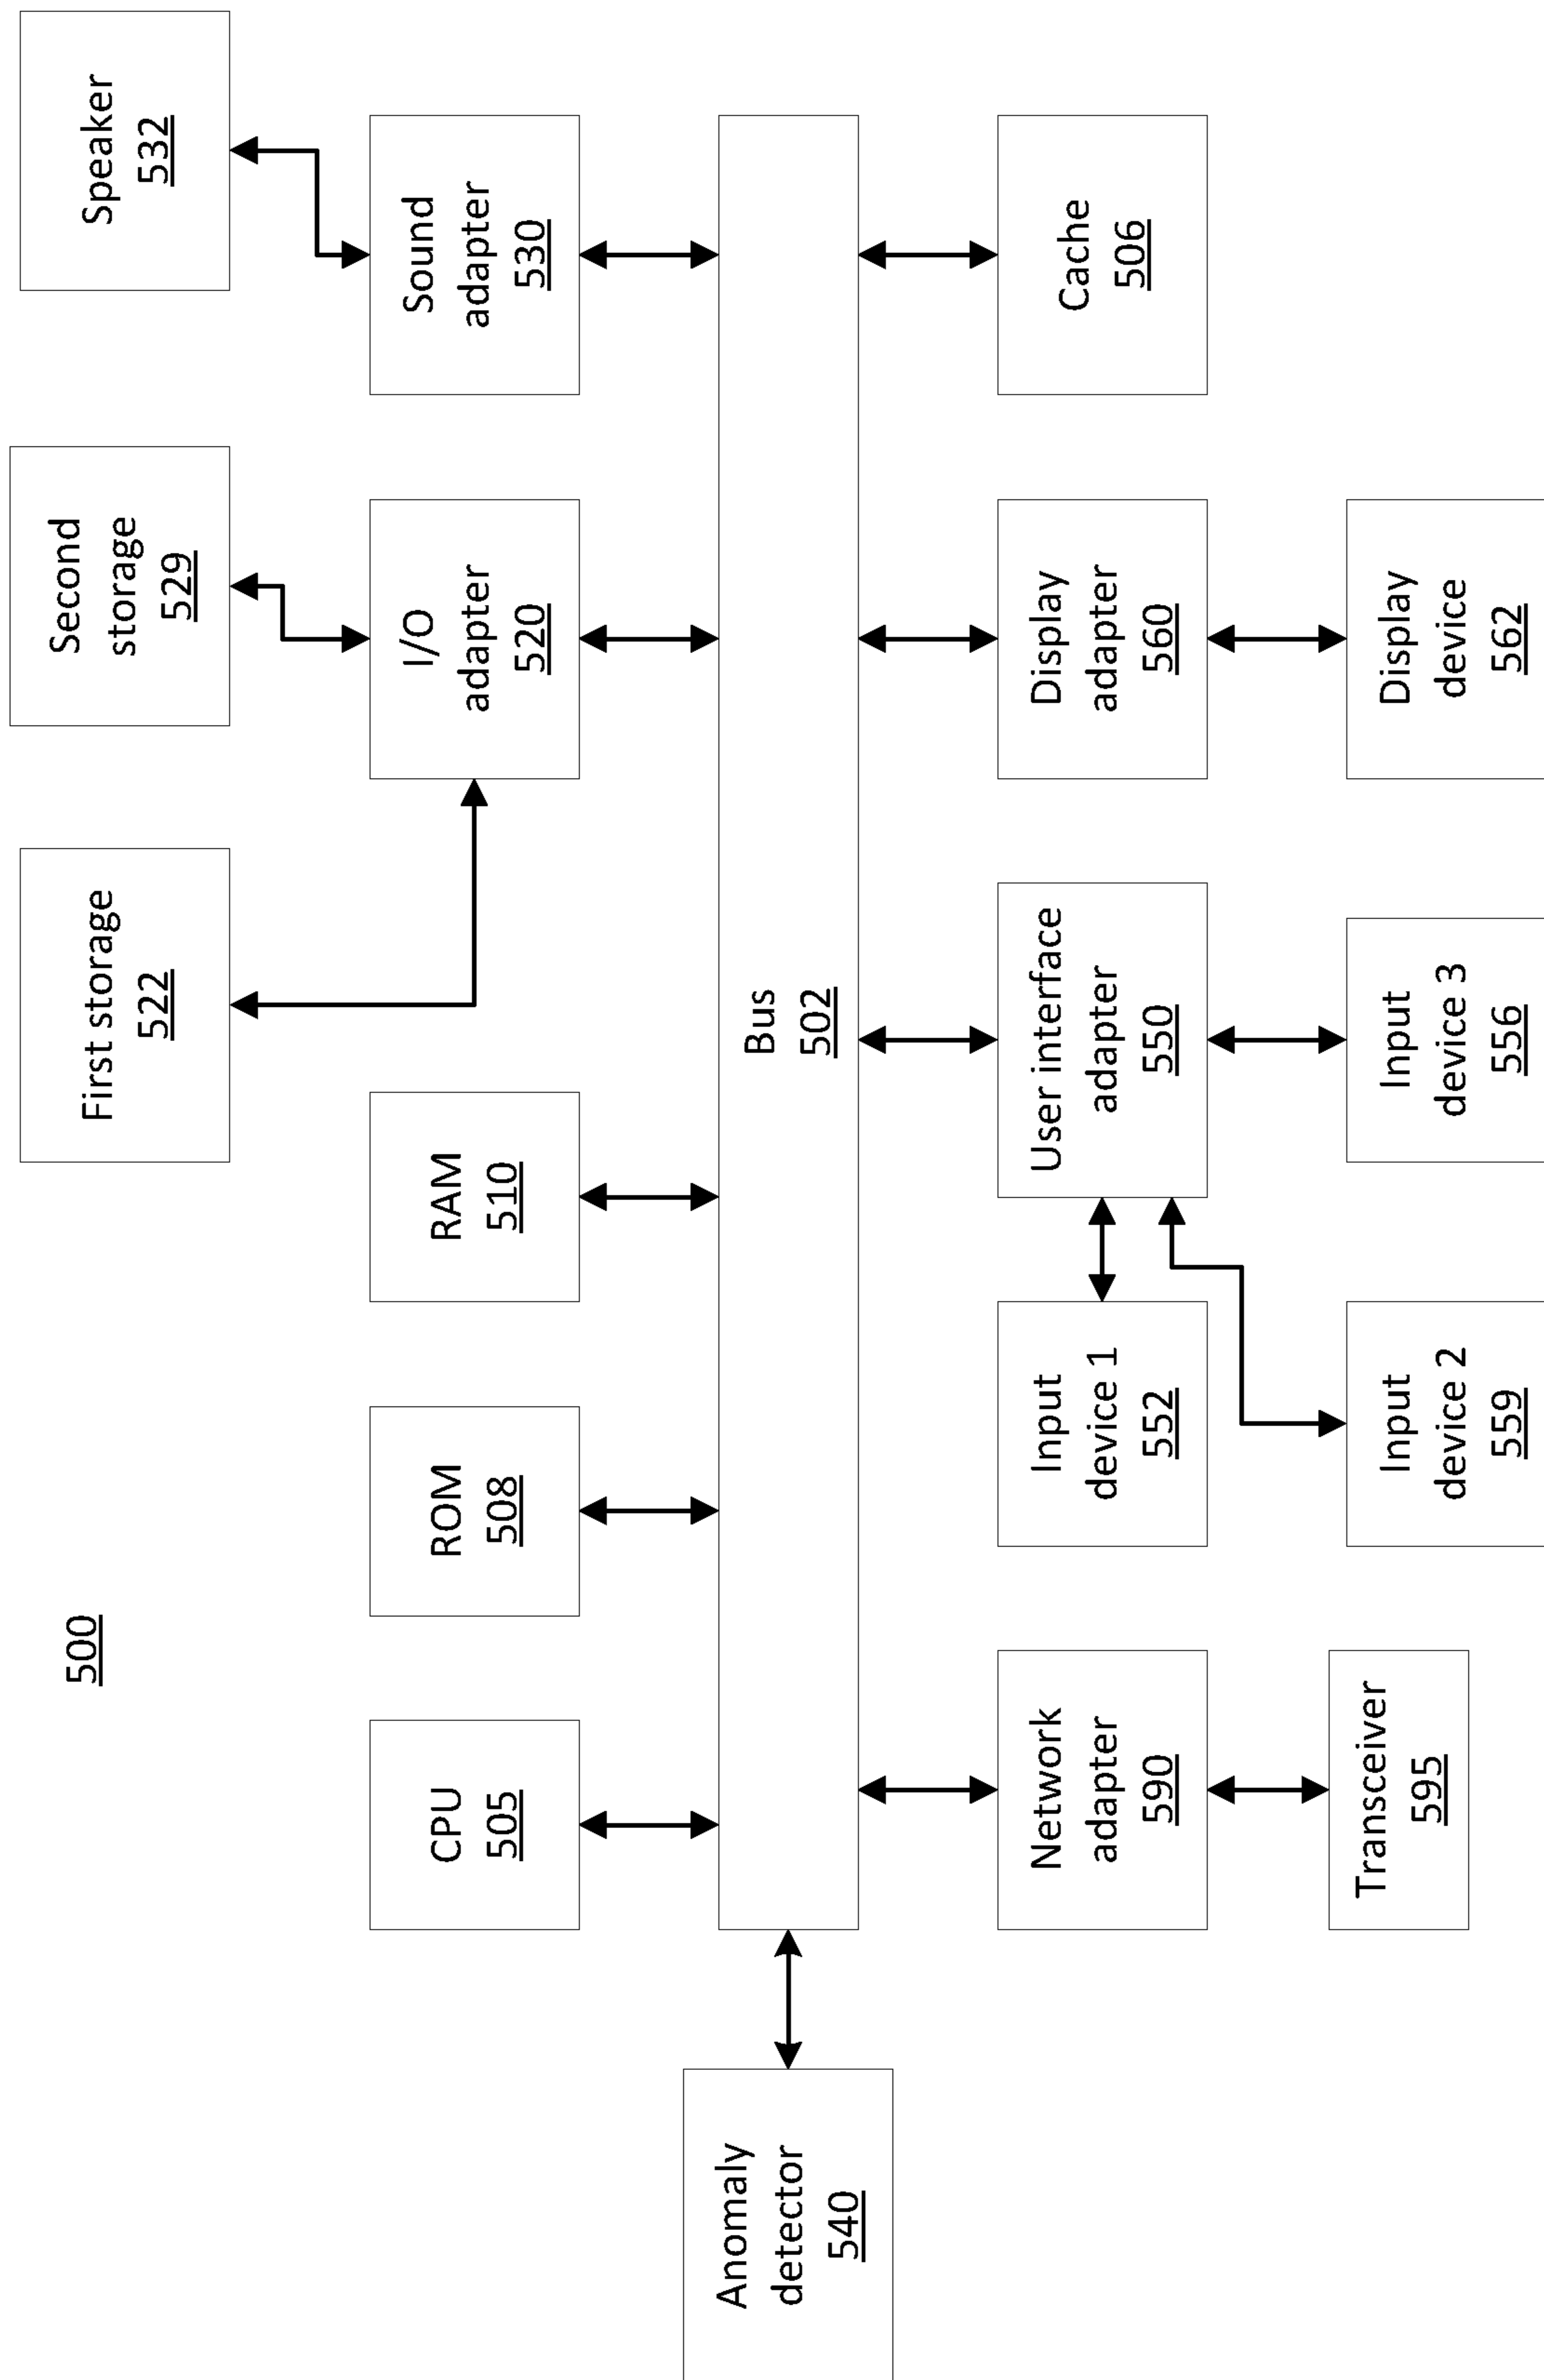 500
First storage
522
Second
storage
529
Speaker
532
CPU
505
ROM
508
RAM
510
I/O
adapter
520
Sound
adapter
530
Anomaly
detector
540
Bus
502
Network
adapter
590
Input
device 1
552
User interface
adapter
550
Display
adapter
560
Cache
506
Transceiver
595
Input
device 2
559
Input
device 3
556
Display
device
562